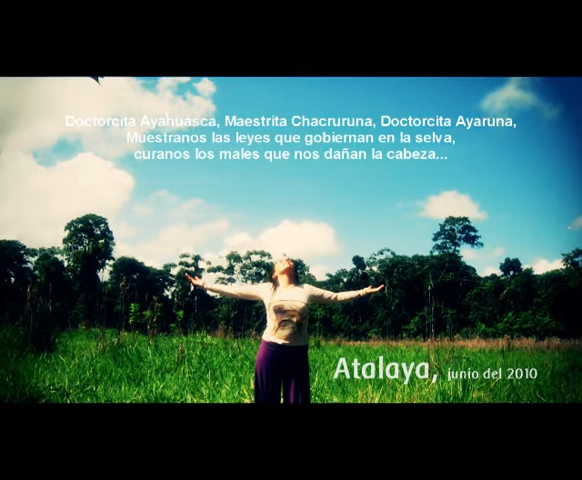 Doctorcita Ayahuasca, Maestrita Chacruruna, Doctorcita Ayaruna,
Muestranos las leyes que gobiernan en la selva,
curanos los males que nos dañan la cabeza...
Atalaya, junio del 2010